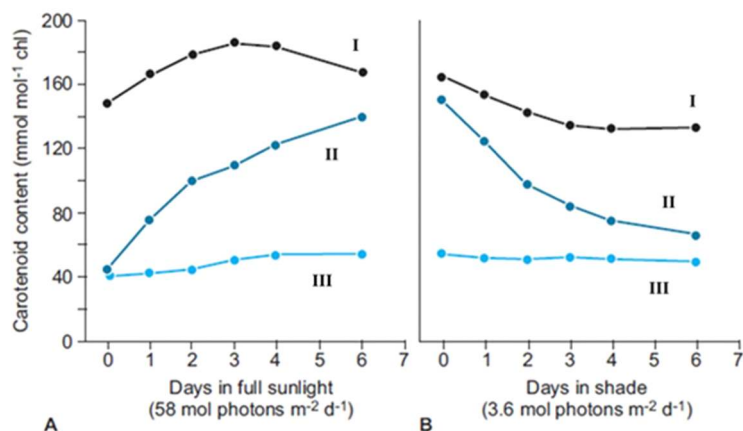 Carotenoid content (mmol mol⁻¹ chl)
200
160
120
80
40
0
I
II
III
0 1 2 3 4 5 6 7
Days in full sunlight
(58 mol photons m⁻² d⁻¹)
A
I
II
III
0 1 2 3 4 5 6 7
Days in shade
(3.6 mol photons m⁻² d⁻¹)
B